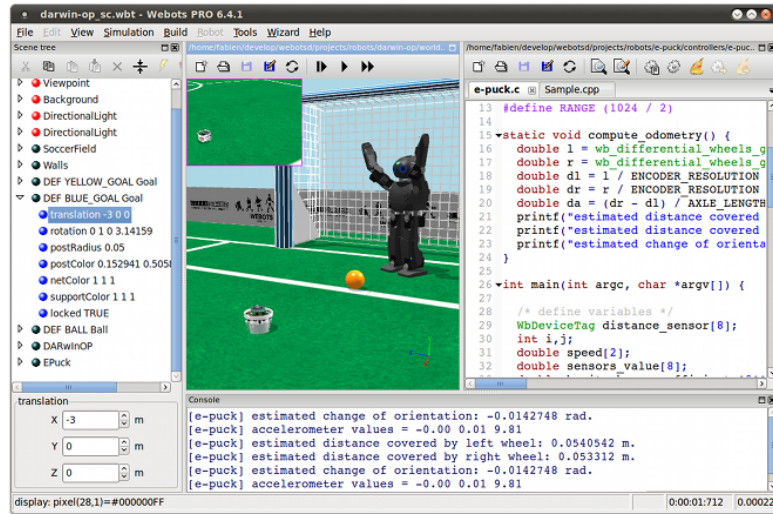 darwin-op_sc.wbt - Webots PRO 6.4.1
File Edit View Simulation Build Robot Tools Wizard Help
Scene tree
Viewpoint
Background
DirectionalLight
DirectionalLight
SoccerField
Walls
DEF YELLOW_GOAL Goal
DEF BLUE_GOAL Goal
translation -3 0 0
rotation 0 1 0 3.14159
postRadius 0.05
postColor 0.152941 0.5058
netColor 1 1 1
supportColor 1 1 1
locked TRUE
DEF BALL Ball
DARwInOP
EPuck
translation
X -3 m
Y 0 m
Z 0 m
/home/fabien/develop/webotsd/projects/robots/darwin-op/world...
WEBOTS
/home/fabien/develop/webotsd/projects/robots/e-puck/controllers/e-puc...
e-puck.c Sample.cpp
13 #define RANGE (1024 / 2)
14
15 static void compute_odometry() {
16 double l = wb_differential_wheels_g
17 double r = wb_differential_wheels_g
18 double dl = l / ENCODER_RESOLUTION
19 double dr = r / ENCODER_RESOLUTION
20 double da = (dr - dl) / AXLE_LENGTH
21 printf("estimated distance covered
22 printf("estimated distance covered
23 printf("estimated change of orienta
24 }
25
26 int main(int argc, char *argv[]) {
27
28 /* define variables */
29 WbDeviceTag distance_sensor[8];
30 int i,j;
31 double speed[2];
32 double sensors_value[8];
Console
[e-puck] estimated change of orientation: -0.0142748 rad.
[e-puck] accelerometer values = -0.00 0.01 9.81
[e-puck] estimated distance covered by left wheel: 0.0540542 m.
[e-puck] estimated distance covered by right wheel: 0.053312 m.
[e-puck] estimated change of orientation: -0.0142748 rad.
[e-puck] accelerometer values = -0.00 0.01 9.81
display: pixel(28,1)=#000000FF
0:00:01:712 0.00022